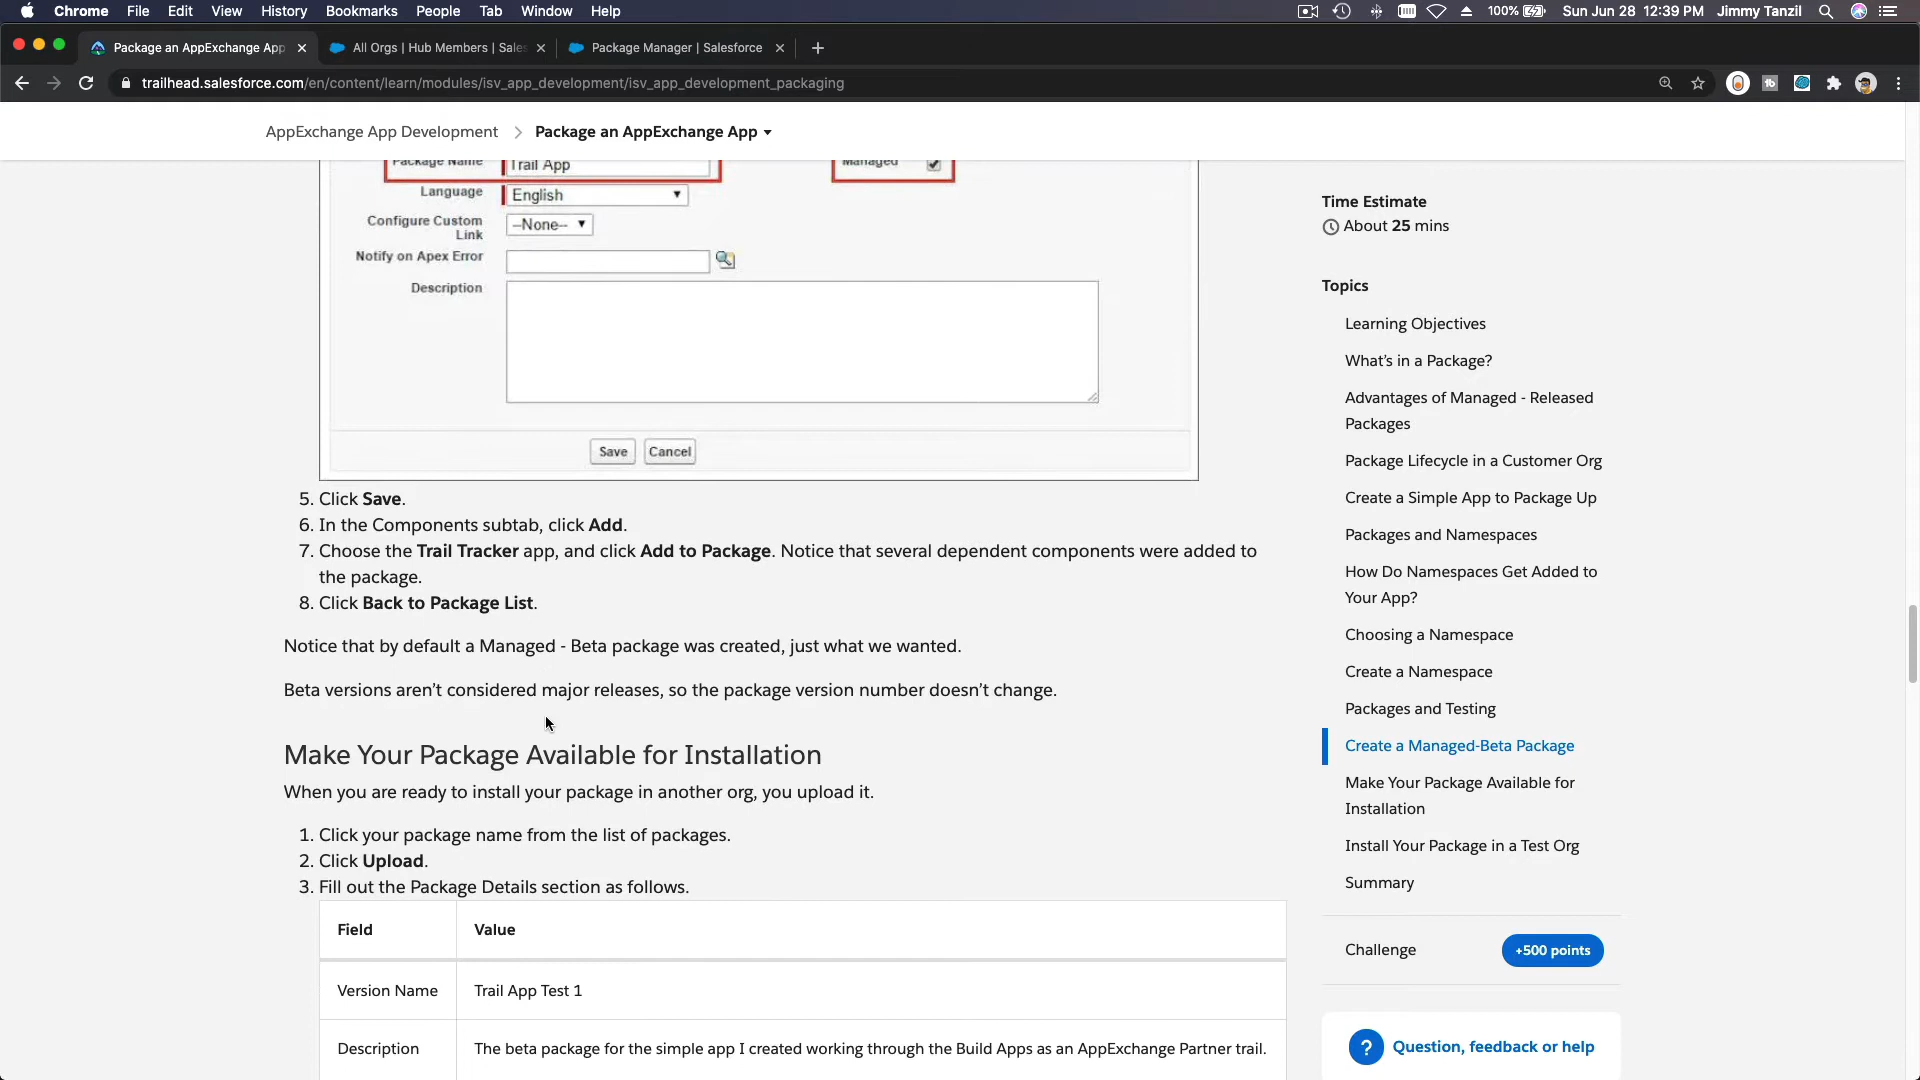 Chrome File Edit View History Bookmarks People Tab Window Help 100% Sun Jun 28 12:39 PM Jimmy Tanzil
Package an AppExchange App All Orgs | Hub Members | Sales Package Manager | Salesforce
trailhead.salesforce.com/en/content/learn/modules/isv_app_development/isv_app_development_packaging
AppExchange App Development > Package an AppExchange App
Package Name Trail App Managed
Language English
Configure Custom Link --None--
Notify on Apex Error
Description
Save Cancel
5. Click Save.
6. In the Components subtab, click Add.
7. Choose the Trail Tracker app, and click Add to Package. Notice that several dependent components were added to
the package.
8. Click Back to Package List.
Notice that by default a Managed - Beta package was created, just what we wanted.
Beta versions aren't considered major releases, so the package version number doesn't change.
Make Your Package Available for Installation
When you are ready to install your package in another org, you upload it.
1. Click your package name from the list of packages.
2. Click Upload.
3. Fill out the Package Details section as follows.
Field Value
Version Name Trail App Test 1
Description The beta package for the simple app I created working through the Build Apps as an AppExchange Partner trail.
Time Estimate
About 25 mins
Topics
Learning Objectives
What's in a Package?
Advantages of Managed - Released
Packages
Package Lifecycle in a Customer Org
Create a Simple App to Package Up
Packages and Namespaces
How Do Namespaces Get Added to
Your App?
Choosing a Namespace
Create a Namespace
Packages and Testing
Create a Managed-Beta Package
Make Your Package Available for
Installation
Install Your Package in a Test Org
Summary
Challenge +500 points
? Question, feedback or help